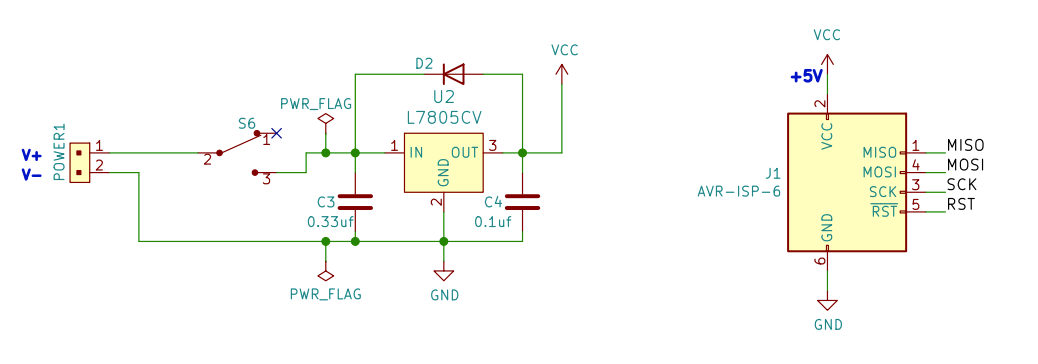 VCC
D2
U2
L7805CV
PWR_FLAG
S6
POWER1
1
2
V+
V-
2
1
3
1
IN
OUT
3
GND
2
C3
0.33uf
C4
0.1uf
PWR_FLAG
GND
VCC
+5V
2
VCC
J1
AVR-ISP-6
MISO
1
MISO
MOSI
4
MOSI
SCK
3
SCK
RST
5
RST
GND
6
GND